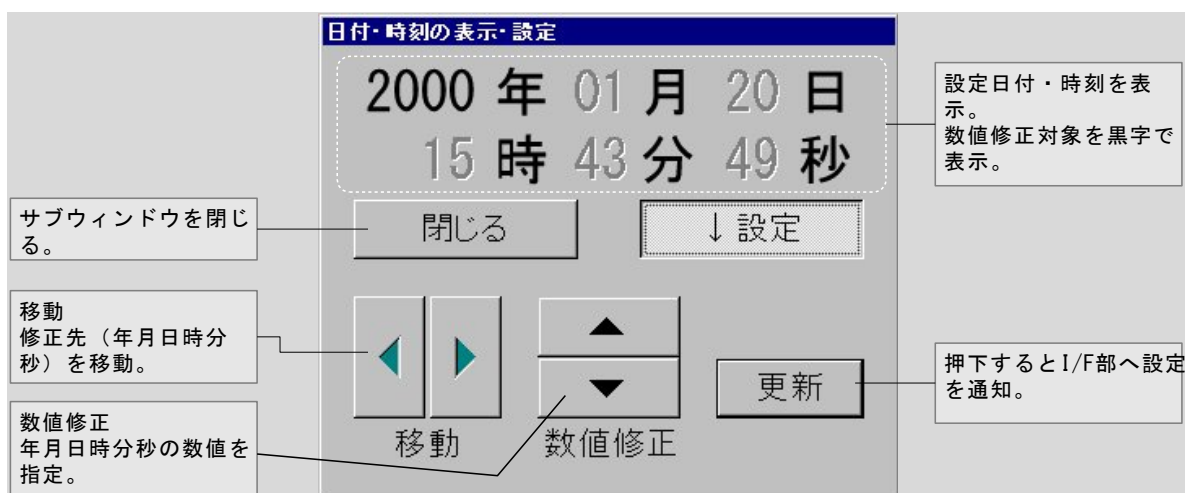 日付・時刻の表示・設定
2000 年 01 月 20 日
15 時 43 分 49 秒
設定日付・時刻を表
示。
数値修正対象を黒字で
表示。
サブウィンドウを閉じ
る。
閉じる
↓設定
移動
修正先（年月日時分
秒）を移動。
押下するとI/F部へ設定
を通知。
更新
数値修正
年月日時分秒の数値を
指定。
移動
数値修正